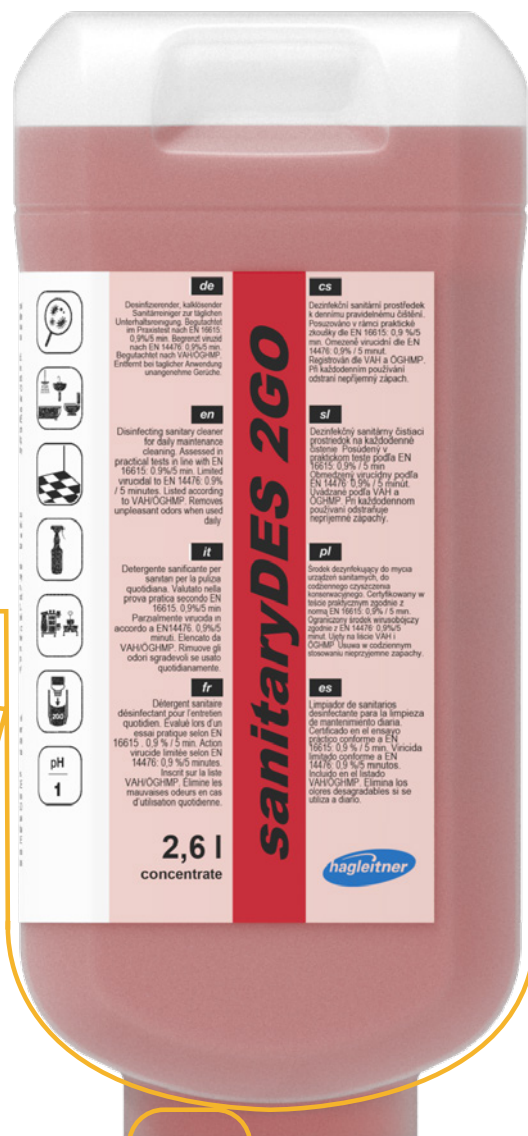 de
Desinfizierender, kalklösender
Sanitärreiniger zur täglichen
Unterhaltsreinigung. Begutachtet
im Praxistest nach EN 16615:
0,9%/5 min. Begrenzt viruzid
nach EN 14476: 0,9%/5 min.
Begutachtet nach VAH/ÖGHMP.
Entfernt bei täglicher Anwendung
unangenehme Gerüche.
en
Disinfecting sanitary cleaner
for daily maintenance
cleaning. Assessed in
practical tests in line with EN
16615: 0.9%/5 min. Limited
virucidal to EN 14476: 0.9%
/ 5 minutes. Listed according
to VAH/ÖGHMP. Removes
unpleasant odors when used
daily
it
Detergente sanificante per
sanitari per la pulizia
quotidiana. Valutato nella
prova pratica secondo EN
16615: 0,9%/5 min
Parzialmente virucida in
accordo a EN14476. 0,9%/5
minuti. Elencato da
VAH/ÖGHMP. Rimuove gli
odori sgradevoli se usato
quotidianamente.
fr
Détergent sanitaire
désinfectant pour l'entretien
quotidien. Évalué lors d'un
essai pratique selon EN
16615 : 0,9 % / 5 min. Action
virucide limitée selon EN
14476: 0,9 %/5 minutes.
Inscrit sur la liste
VAH/ÖGHMP. Élimine les
mauvaises odeurs en cas
d'utilisation quotidienne.
2,6 l
concentrate
sanitaryDES 2GO
cs
Dezinfekční sanitární prostředek
k dennímu pravidelnému čištění.
Posuzováno v rámci praktické
zkoušky dle EN 16615: 0,9 %/5
min. Omezeně virucidní dle EN
14476: 0,9% / 5 minut.
Registrován dle VAH a ÖGHMP.
Při každodenním používání
odstraní nepříjemný zápach.
sl
Dezinfekčný sanitárny čistiaci
prostriedok na každodenné
čistenie. Posúdený v
praktickom teste podľa EN
16615: 0,9% / 5 min
Obmedzený virucídny podľa
EN 14476: 0,9% / 5 minút.
Uvádzané podľa VAH a
ÖGHMP. Pri každodennom
používaní odstraňuje
nepríjemné zápachy.
pl
Środek dezynfekujący do mycia
urządzeń sanitarnych, do
codziennego czyszczenia
konserwacyjnego. Certyfikowany w
teście praktycznym zgodnie z
normą EN 16615: 0,9% / 5 min.
Ograniczony środek wirusobójczy
zgodnie z EN 14476: 0,9%/5
minut. Ujęty na liście VAH i
ÖGHMP. Usuwa w codziennym
stosowaniu nieprzyjemne zapachy.
es
Limpiador de sanitarios
desinfectante para la limpieza
de mantenimiento diaria.
Certificado en el ensayo
práctico conforme a EN
16615: 0,9 % / 5 min. Viricida
limitado conforme a EN
14476: 0,9 %/5 minutos.
Incluido en el listado
VAH/ÖGHMP. Elimina los
olores desagradables si se
utiliza a diario.
hagleitner
2GO
pH
1